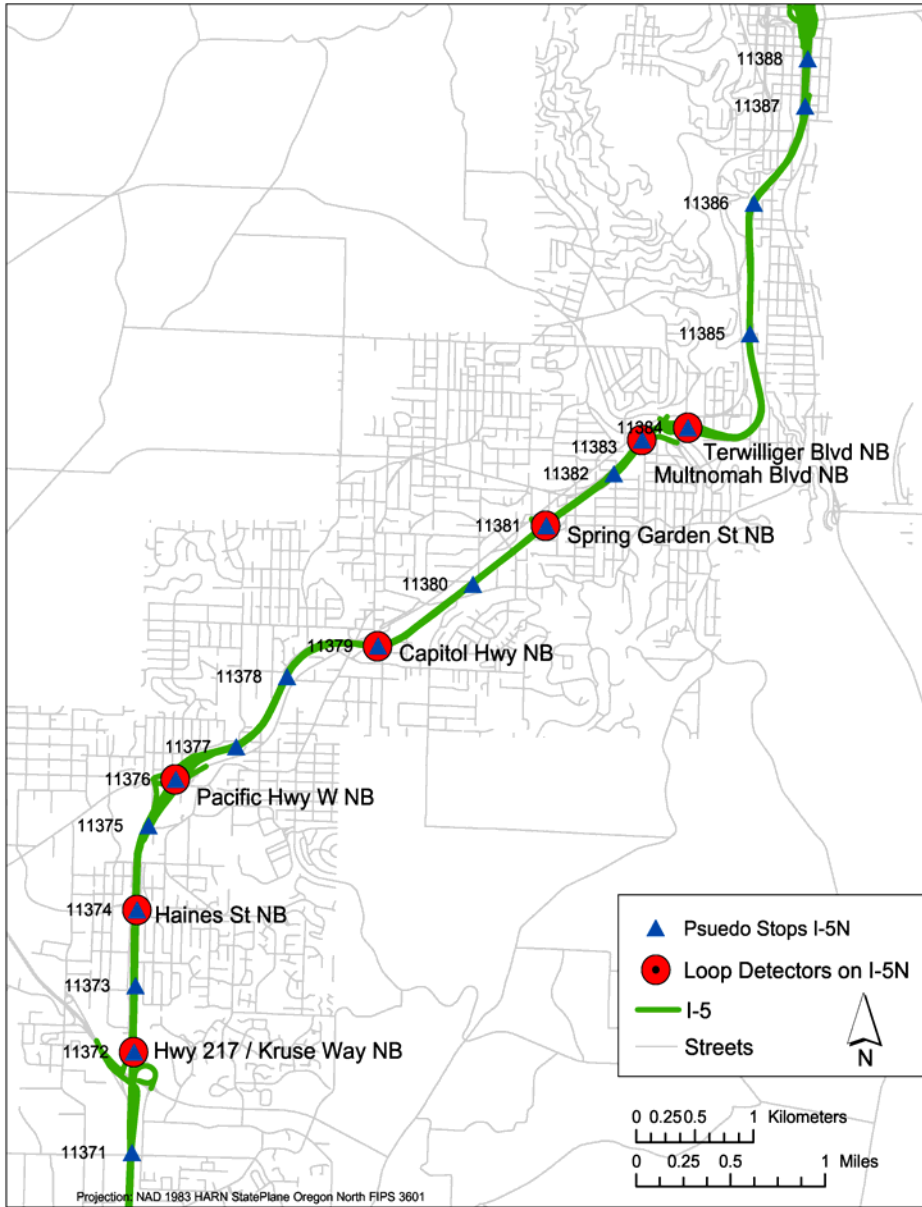 11388
11387
11386
11385
11384
Terwilliger Blvd NB
11383
Multnomah Blvd NB
11382
11381
Spring Garden St NB
11380
11379
Capitol Hwy NB
11378
11377
11376
Pacific Hwy W NB
11375
11374
Haines St NB
11373
11372
Hwy 217 / Kruse Way NB
11371
Psuedo Stops I-5N
Loop Detectors on I-5N
I-5
Streets
N
0 0.25 0.5 1 Kilometers
0 0.25 0.5 1 Miles
Projection: NAD 1983 HARN StatePlane Oregon North FIPS 3601